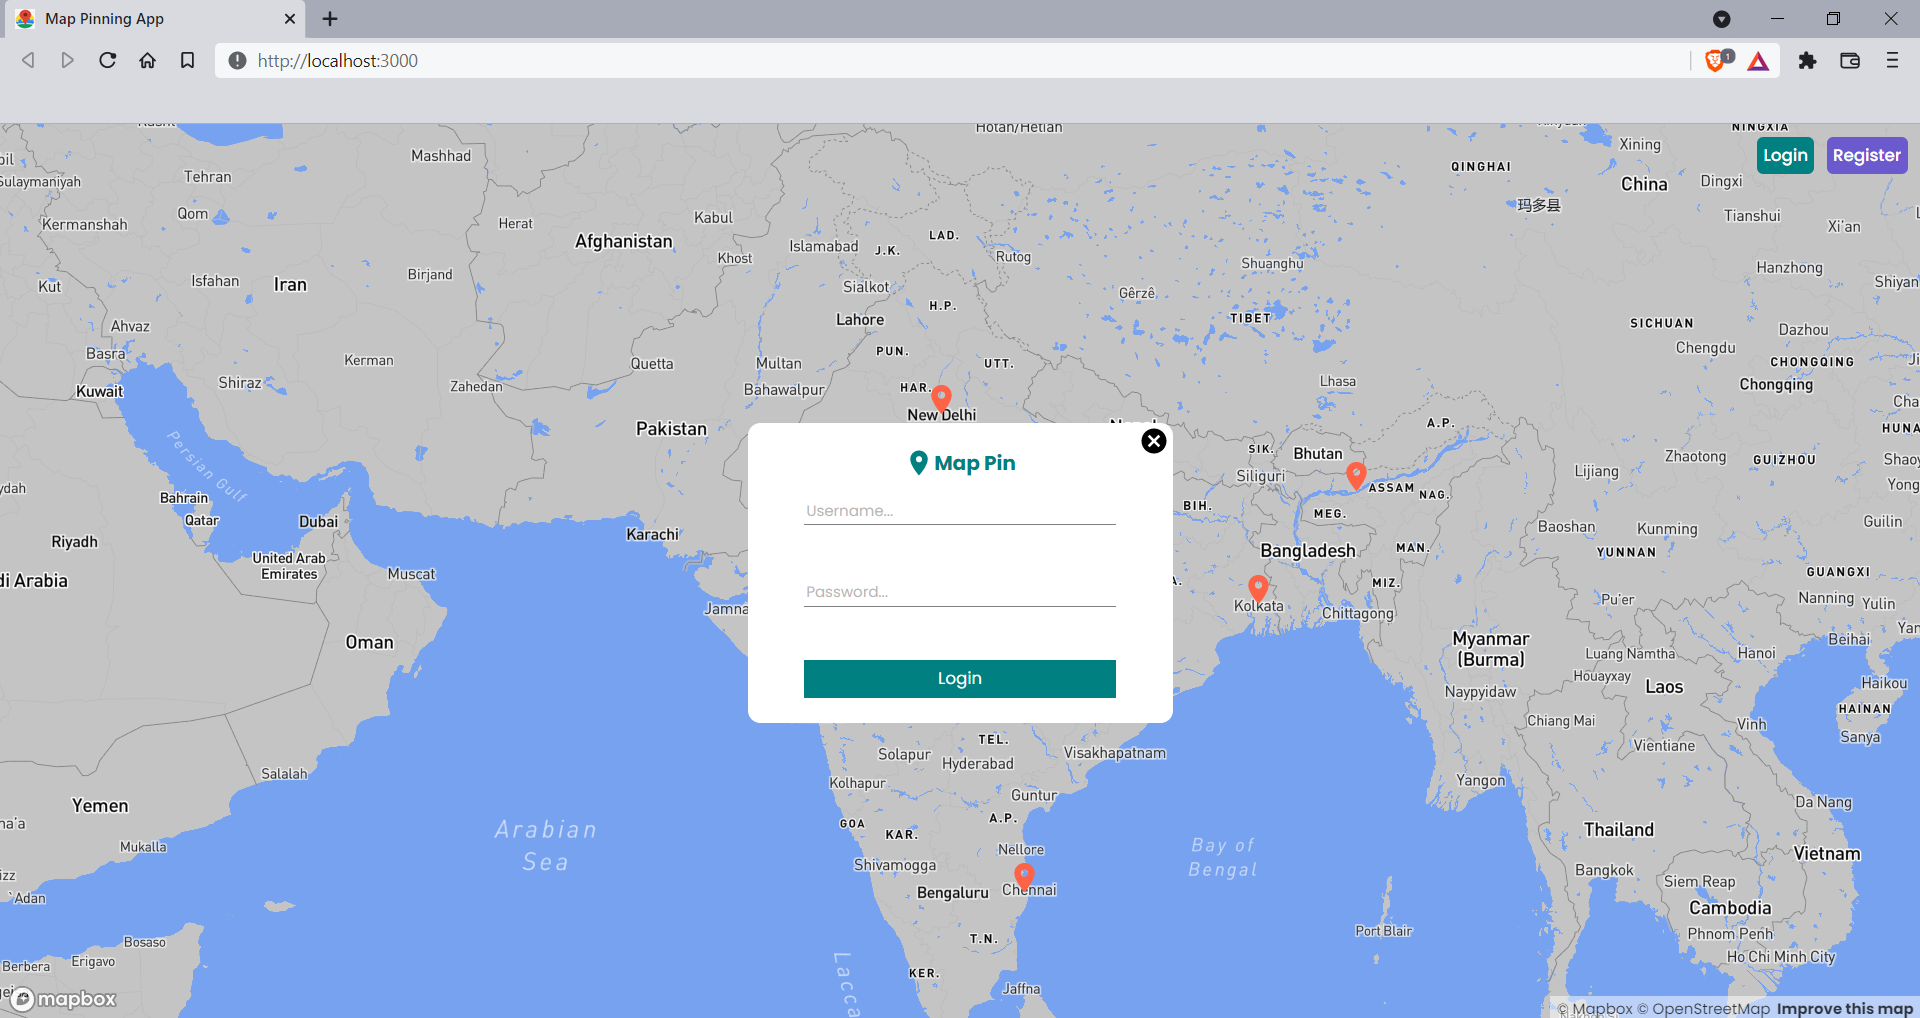 Map Pinning App
http://localhost:3000
1
Hotan/Hetian
NINGXIA
Login
Register
Xining
Mashhad
QINGHAI
Tehran
Sulaymaniyah
China
Dingxi
玛多县
Qom
Kabul
Tianshui
Kermanshah
Herat
Xi'an
Afghanistan
LAD.
Islamabad
J.K.
Khost
Rutog
Shuanghu
Hanzhong
Birjand
Isfahan
Iran
Kut
Sialkot
Shiyan
Gêrzê
H.P.
TIBET
Lahore
SICHUAN
Ahvaz
Dazhou
PUN.
Chengdu
Basra
Kerman
Quetta
Multan
UTT.
CHONGQING
Shiraz
Zahedan
Bahawalpur
HAR.
Lhasa
Chongqing
Kuwait
New Delhi
Pakistan
A.P.
HUNA
Persian Gulf
SIK.
Bhutan
Zhaotong
GUIZHOU
Map Pin
Siliguri
Lijiang
ASSAM
NAG.
Bahrain
BIH.
Username...
MEG.
Qatar
Dubai
Baoshan
Kunming
Guilin
Riyadh
Karachi
Bangladesh
MAN.
YUNNAN
United Arab
Emirates
Muscat
di Arabia
MIZ.
GUANGXI
Password...
Jamna
Kolkata
Chittagong
Pu'er
Nanning
Yulin
Oman
Myanmar
(Burma)
Luang Namtha
Hanoi
Beihai
Login
Houayxay
Naypyidaw
Laos
Haikou
HAINAN
Chiang Mai
Vinh
TEL.
Solapur
Visakhapatnam
Vientiane
Sanya
Hyderabad
Salalah
Kolhapur
Yangon
Guntur
Yemen
Da Nang
GOA
A.P.
Arabian
Sea
KAR.
Thailand
Mukalla
Nellore
Bay of
Bengal
Vietnam
Shivamogga
Bangkok
Bengaluru
Chennai
Siem Reap
'Adan
Cambodia
Port Blair
Phnom Penh
T.N.
Bosaso
Ho Chi Minh City
Berbera
Erigavo
KER.
Lacca
Jaffna
mapbox
© Mapbox © OpenStreetMap Improve this map